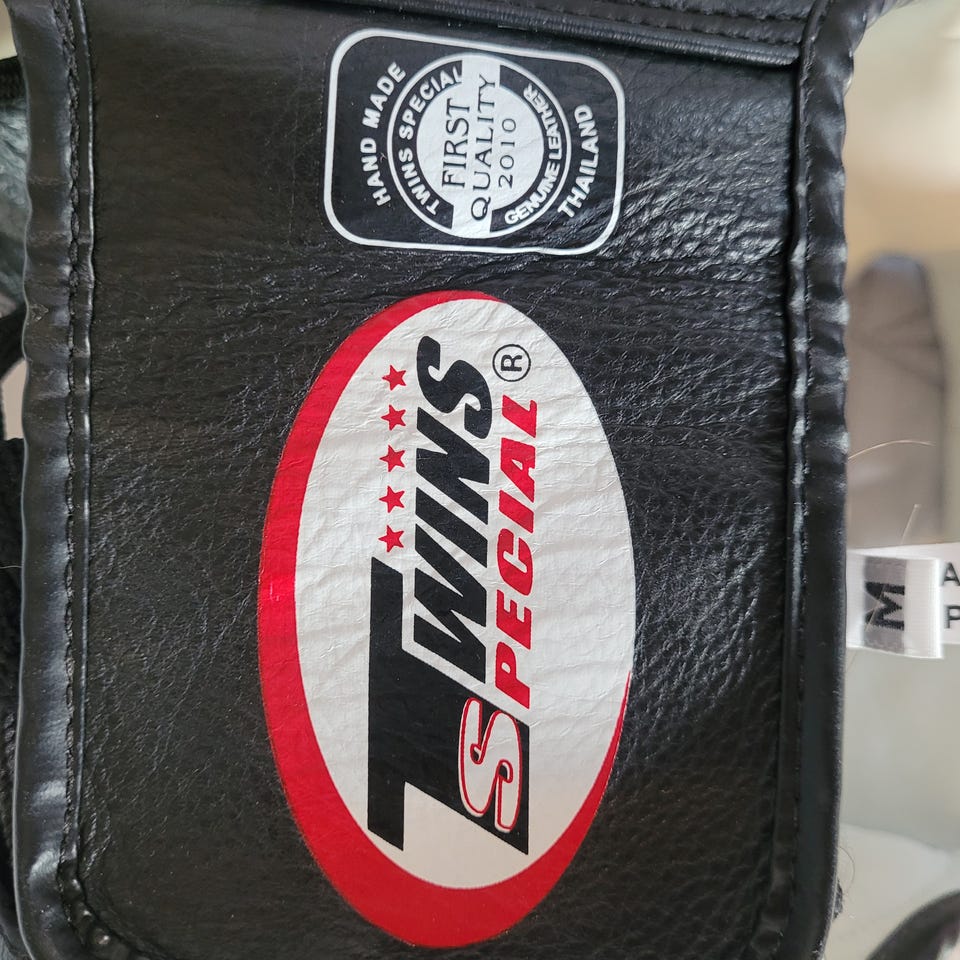 HAND MADE
TWINS SPECIAL
FIRST
QUALITY
2010
GENUINE LEATHER
THAILAND
TWINS ®
SPECIAL
M
A
P